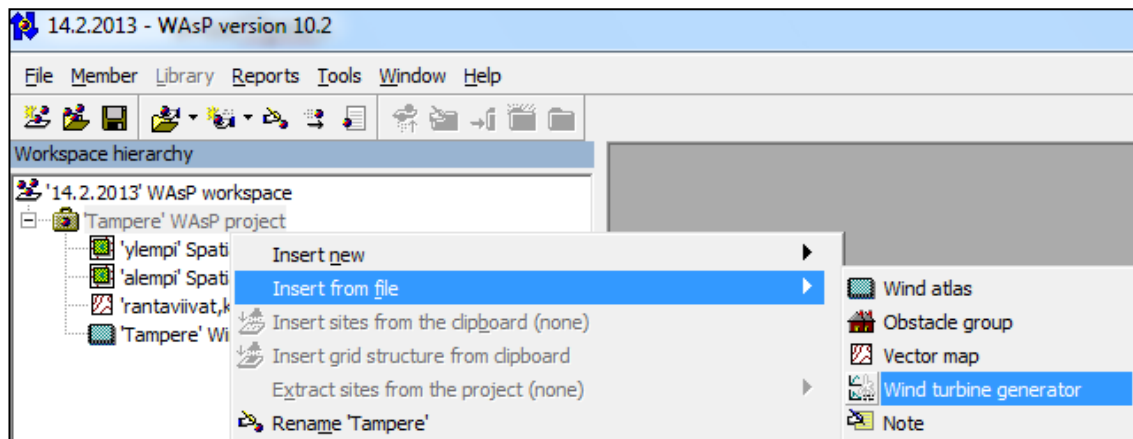 14.2.2013 - WAsP version 10.2
File Member Library Reports Tools Window Help
Workspace hierarchy
'14.2.2013' WAsP workspace
'Tampere' WAsP project
'ylempi' Spati
'alempi' Spati
'rantaviivat,k
'Tampere' Wi
Insert new
Insert from file
Insert sites from the clipboard (none)
Insert grid structure from clipboard
Extract sites from the project (none)
Rename 'Tampere'
Wind atlas
Obstacle group
Vector map
Wind turbine generator
Note